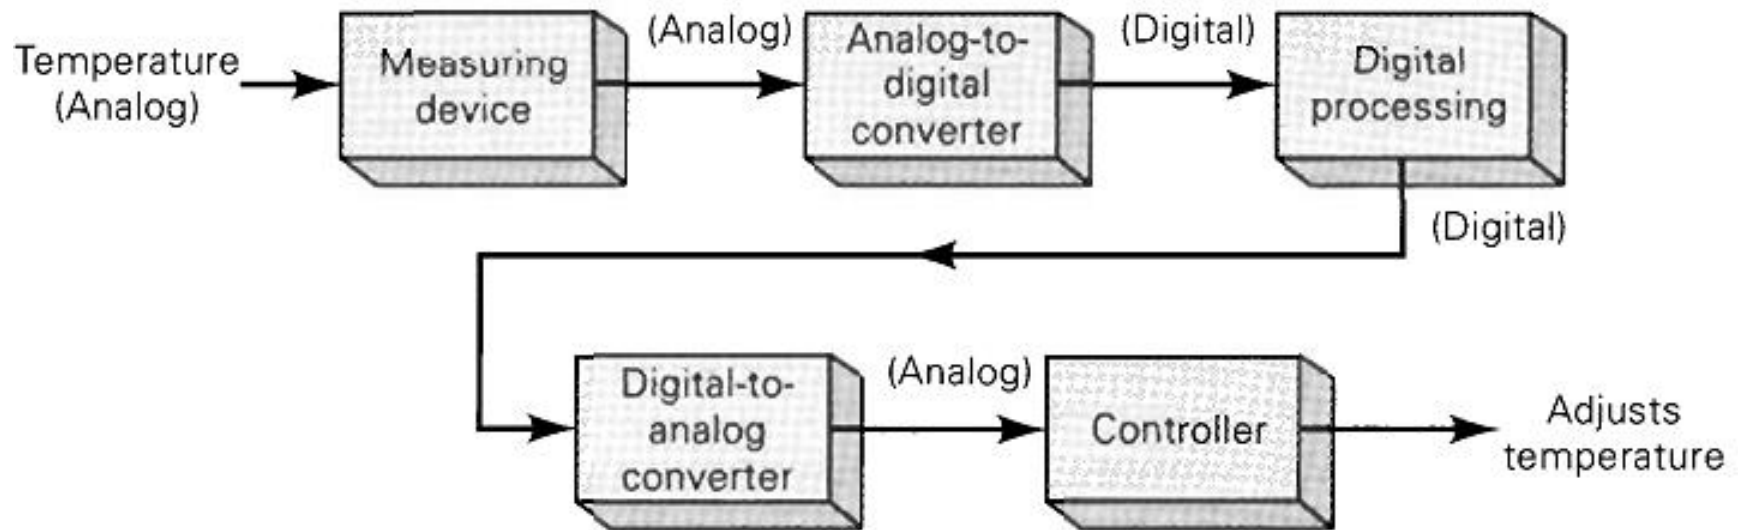 Temperature
(Analog)
Measuring
device
(Analog)
Analog-to-
digital
converter
(Digital)
Digital
processing
(Digital)
Digital-to-
analog
converter
(Analog)
Controller
Adjusts
temperature